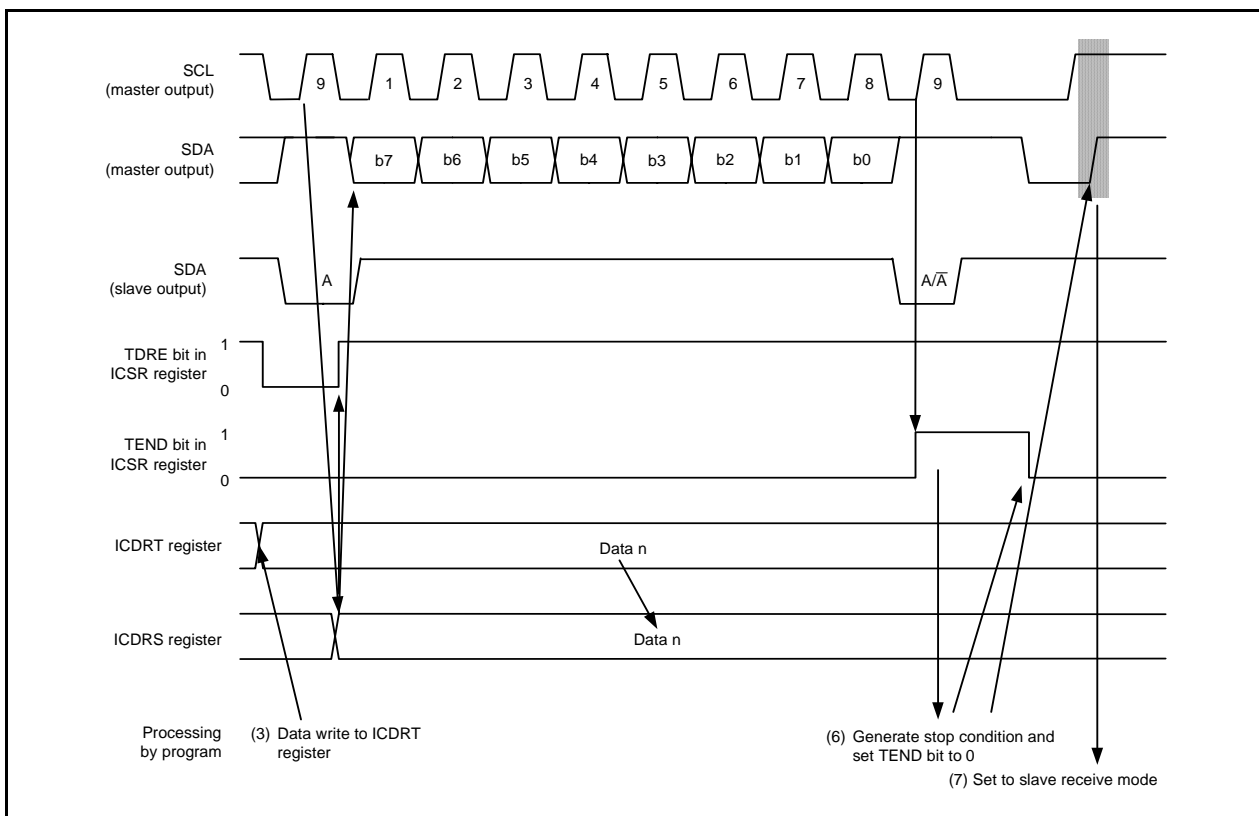 SCL
(master output)
9 1 2 3 4 5 6 7 8 9
SDA
(master output)
b7 b6 b5 b4 b3 b2 b1 b0
SDA
(slave output)
A A/A̅
TDRE bit in
ICSR register
1
0
TEND bit in
ICSR register
1
0
ICDRT register
Data n
ICDRS register
Data n
Processing
by program
(3) Data write to ICDRT
register
(6) Generate stop condition and
set TEND bit to 0
(7) Set to slave receive mode